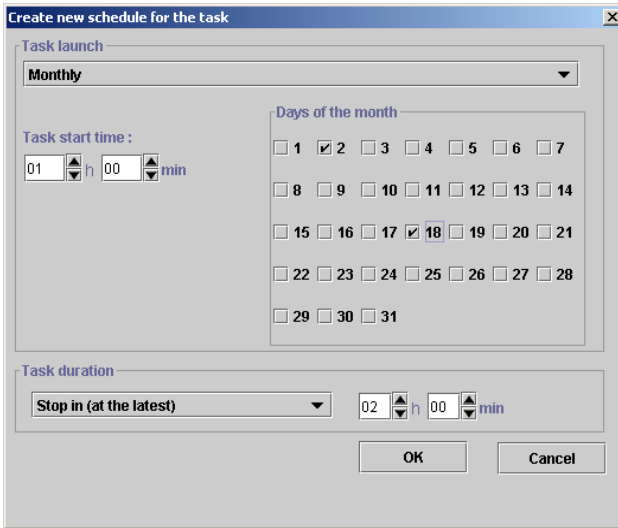 Create new schedule for the task
Task launch
Monthly
Task start time :
01 h 00 min
Days of the month
1 2 3 4 5 6 7
8 9 10 11 12 13 14
15 16 17 18 19 20 21
22 23 24 25 26 27 28
29 30 31
Task duration
Stop in (at the latest) 02 h 00 min
OK Cancel